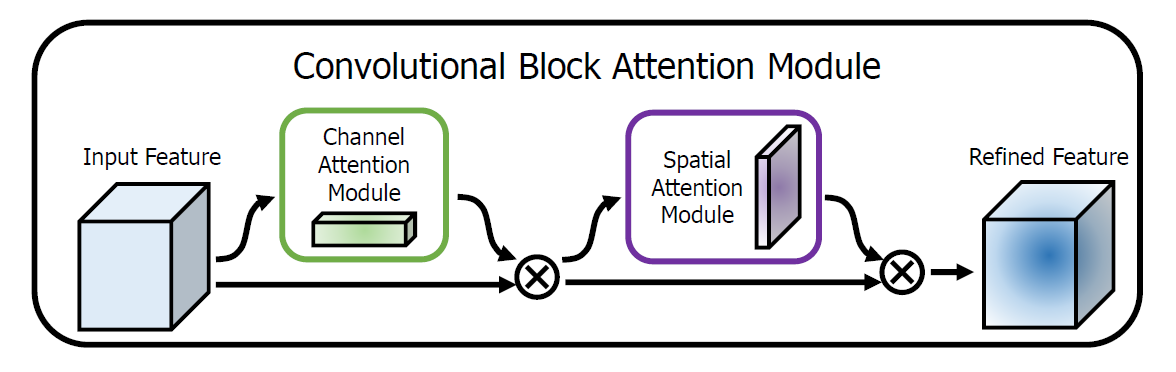 Convolutional Block Attention Module
Input Feature
Channel
Attention
Module
Spatial
Attention
Module
Refined Feature